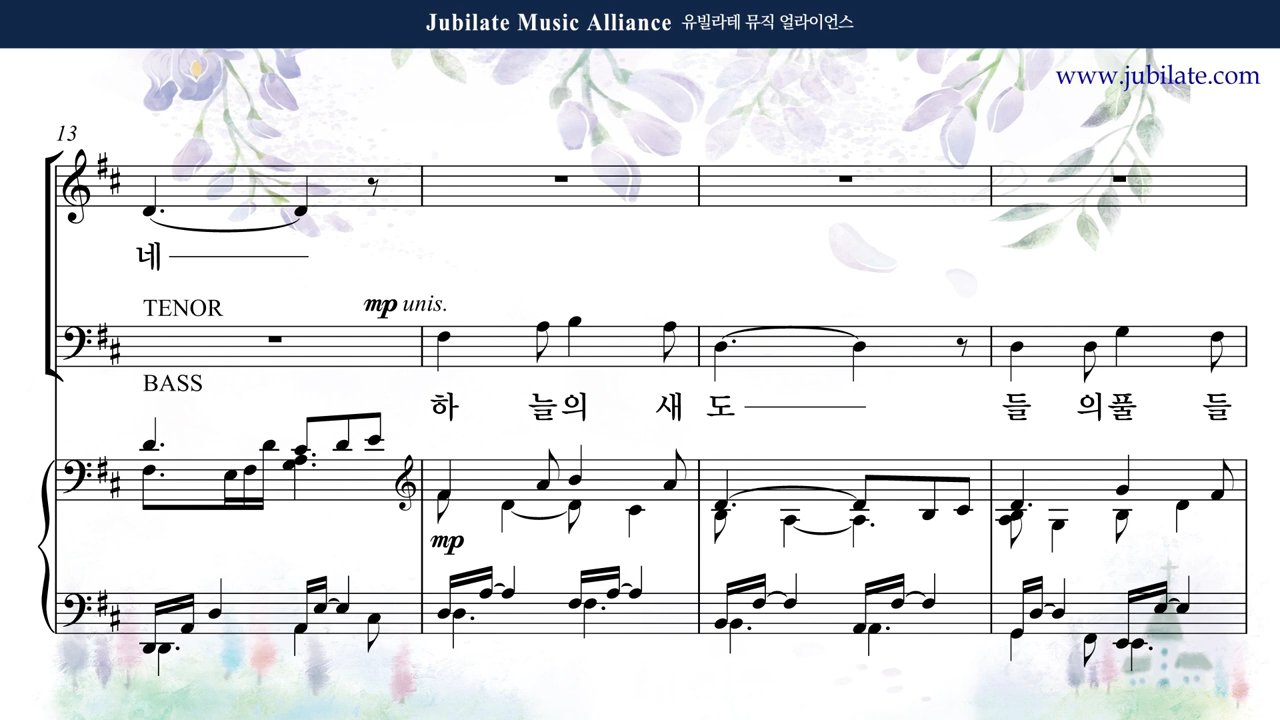 Jubilate Music Alliance 유빌라테 뮤직 얼라이언스
www.jubilate.com
13
네
TENOR mp unis.
BASS
하 늘의 새 도 들 의풀 들
mp